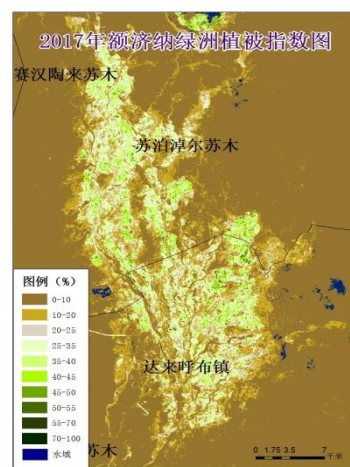 2017年额济纳绿洲植被指数图
赛汉陶来苏木
苏泊淖尔苏木
达来呼布镇
苏木
图例（%）
0-10
10-20
20-25
25-35
35-40
40-45
45-50
50-55
55-70
70-100
水域
0 1.75 3.5 7
千米